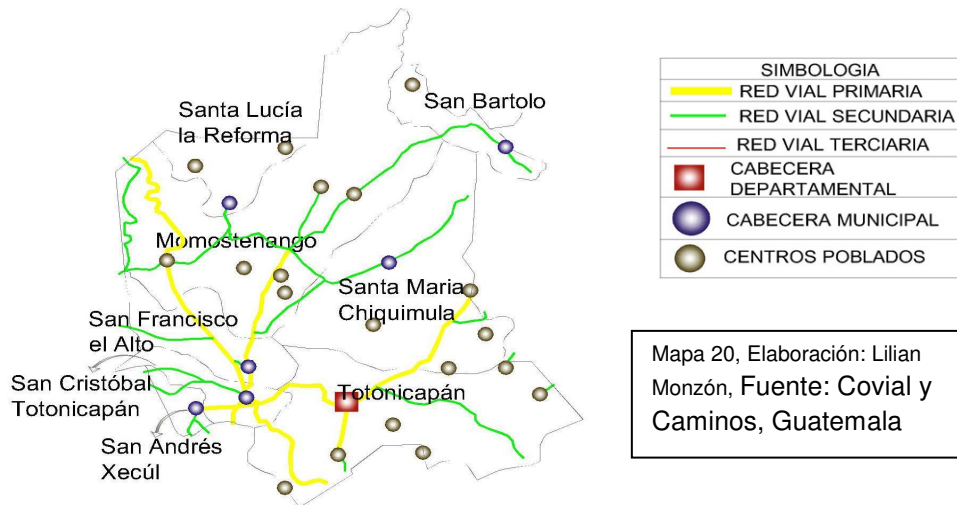 Santa Lucía
la Reforma
San Bartolo
Momostenango
Santa Maria
Chiquimula
San Francisco
el Alto
San Cristóbal
Totonicapán
Totonicapán
San Andrés
Xecúl
SIMBOLOGIA
RED VIAL PRIMARIA
RED VIAL SECUNDARIA
RED VIAL TERCIARIA
CABECERA
DEPARTAMENTAL
CABECERA MUNICIPAL
CENTROS POBLADOS
Mapa 20, Elaboración: Lilian
Monzón, Fuente: Covial y
Caminos, Guatemala